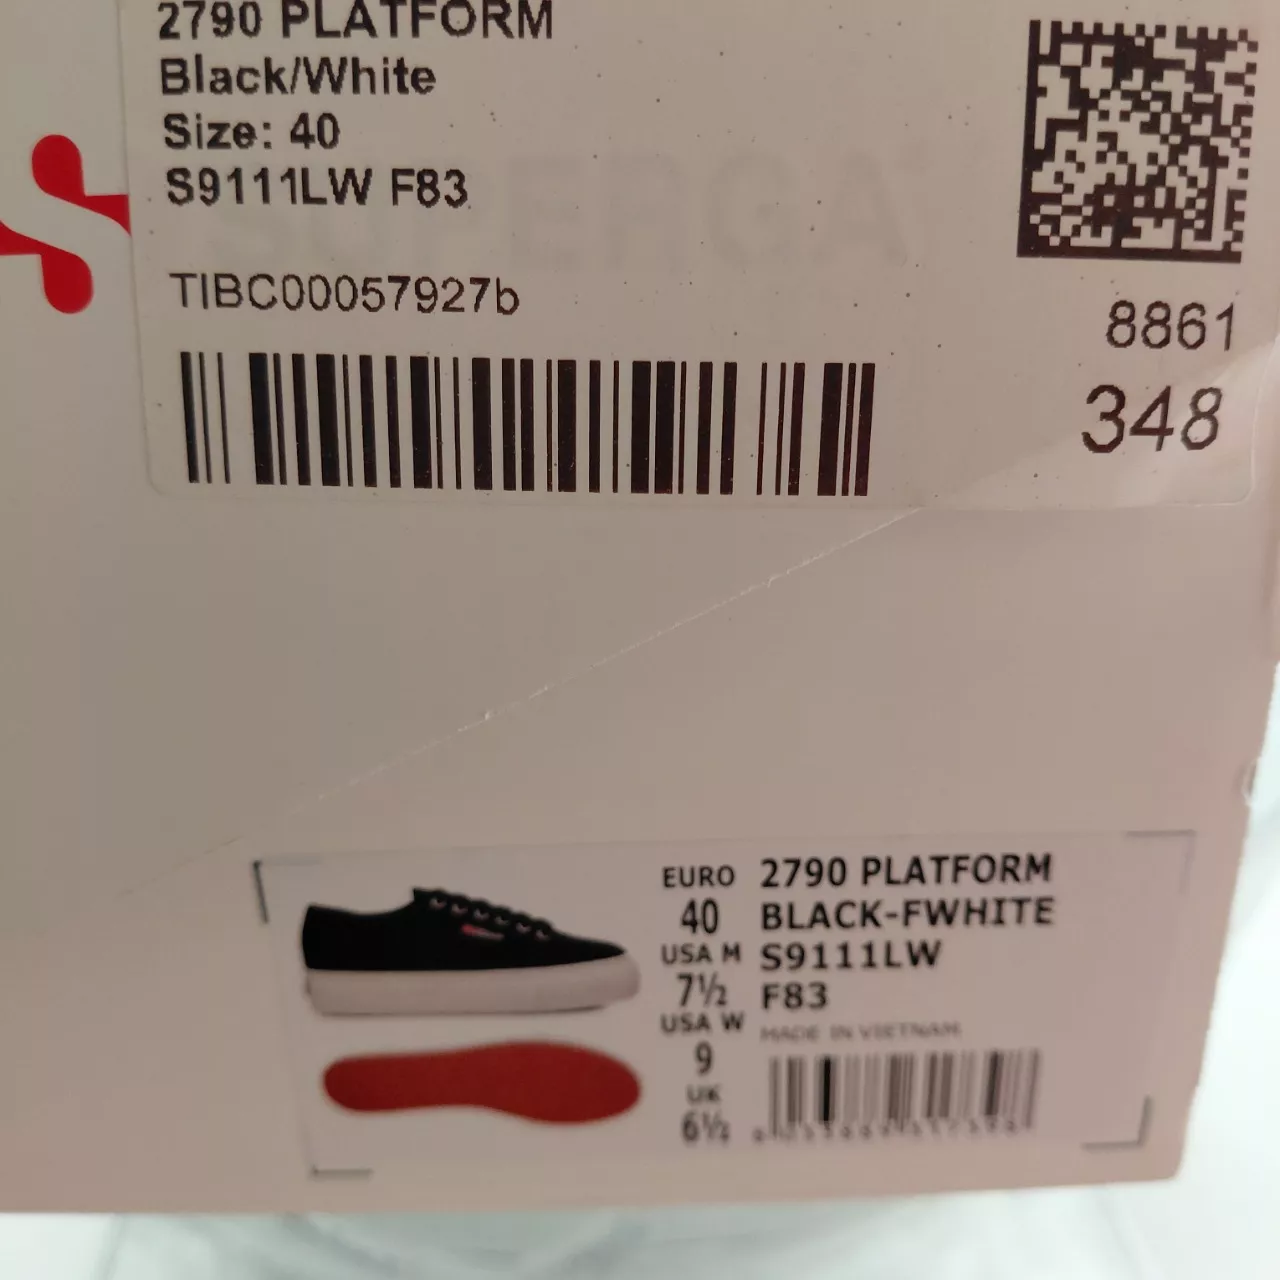 2790 PLATFORM
Black/White
Size: 40
S9111LW F83
TIBC00057927b
8861
348
EURO
40
USA M
7½
USA W
9
UK
6½
2790 PLATFORM
BLACK-FWHITE
S9111LW
F83
MADE IN VIETNAM